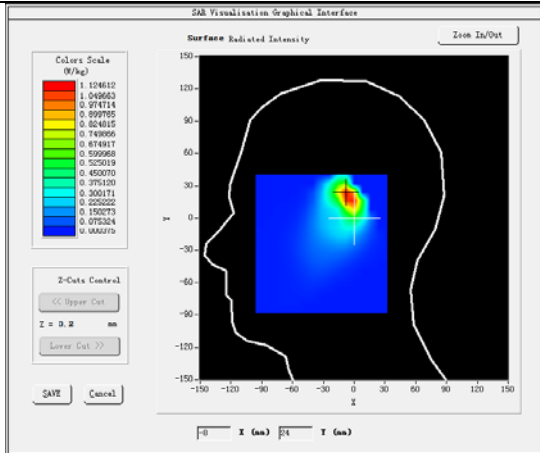 SAR Visualisation Graphical Interface
Surface Radiated Intensity
Zoom In/Out
Colors Scale
(W/kg)
1.124612
1.049663
0.974714
0.899765
0.824815
0.749866
0.674917
0.599968
0.525019
0.450070
0.375120
0.300171
0.225222
0.150273
0.075324
0.000375
Z-Cuts Control
<< Upper Cut
Z = 3.2 mm
Lower Cut >>
SAVE
Cancel
Y
150
120
90
60
30
0
-30
-60
-90
-120
-150
-150 -120 -90 -60 -30 0 30 60 90 120 150
X
-8 X (mm) 24 Y (mm)